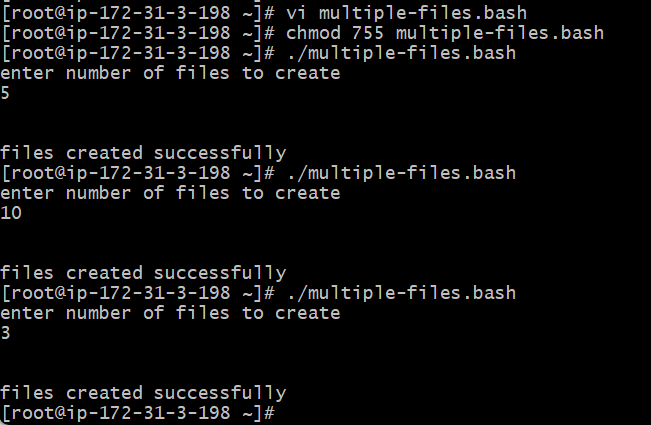 [root@ip-172-31-3-198 ~]# vi multiple-files.bash
[root@ip-172-31-3-198 ~]# chmod 755 multiple-files.bash
[root@ip-172-31-3-198 ~]# ./multiple-files.bash
enter number of files to create
5
files created successfully
[root@ip-172-31-3-198 ~]# ./multiple-files.bash
enter number of files to create
10
files created successfully
[root@ip-172-31-3-198 ~]# ./multiple-files.bash
enter number of files to create
3
files created successfully
[root@ip-172-31-3-198 ~]#